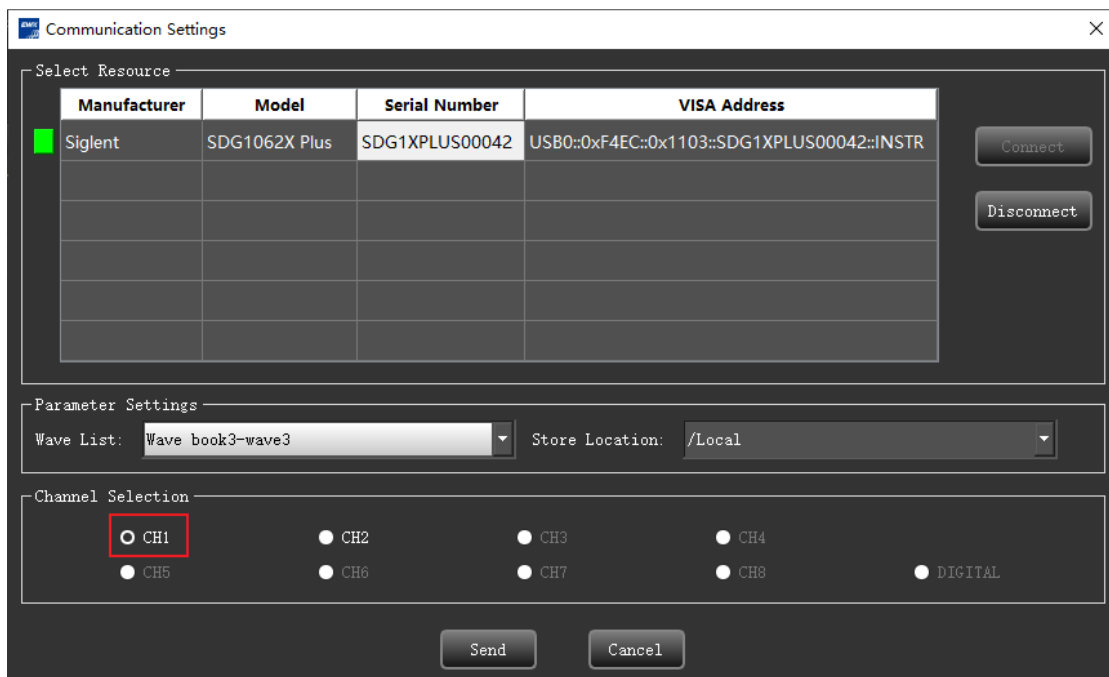 Communication Settings
Select Resource
Manufacturer Model Serial Number VISA Address
Siglent SDG1062X Plus SDG1XPLUS00042 USB0::0xF4EC::0x1103::SDG1XPLUS00042::INSTR
Connect
Disconnect
Parameter Settings
Wave List: Wave book3-wave3 Store Location: /Local
Channel Selection
CH1 CH2 CH3 CH4
CH5 CH6 CH7 CH8 DIGITAL
Send Cancel